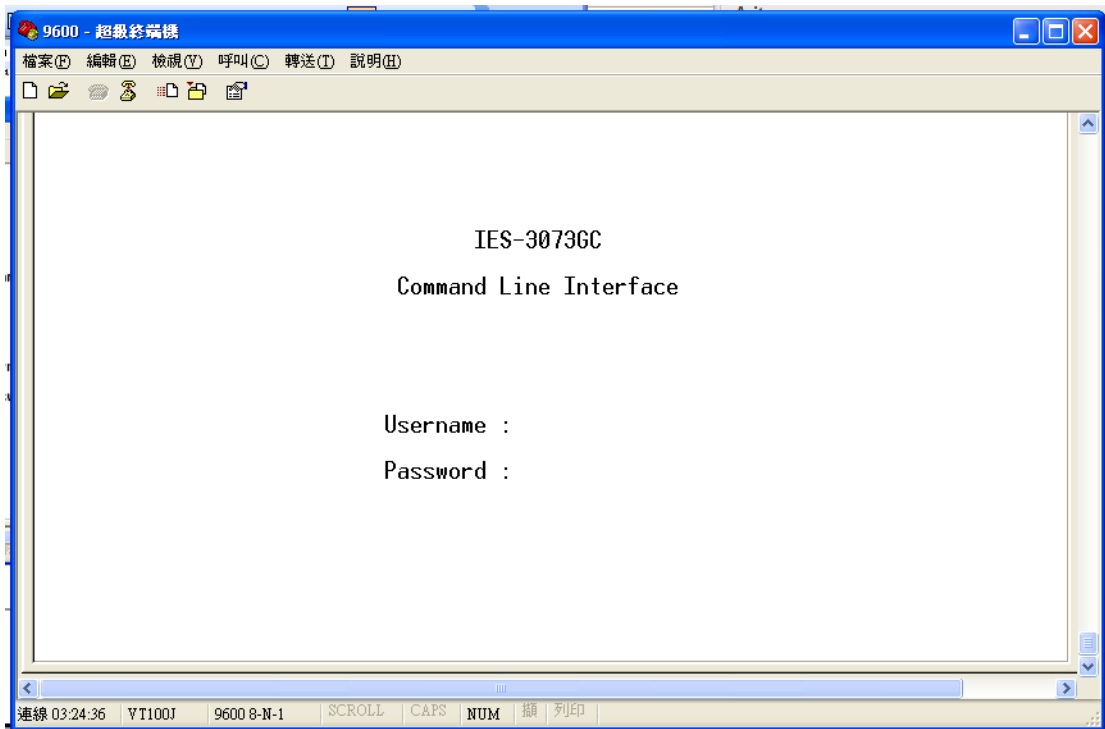 9600 - 超級終端機
檔案(F) 編輯(E) 檢視(V) 呼叫(C) 轉送(T) 說明(H)
IES-3073GC
Command Line Interface
Username :
Password :
連線 03:24:36 VT100J 9600 8-N-1 SCROLL CAPS NUM 擷 列印